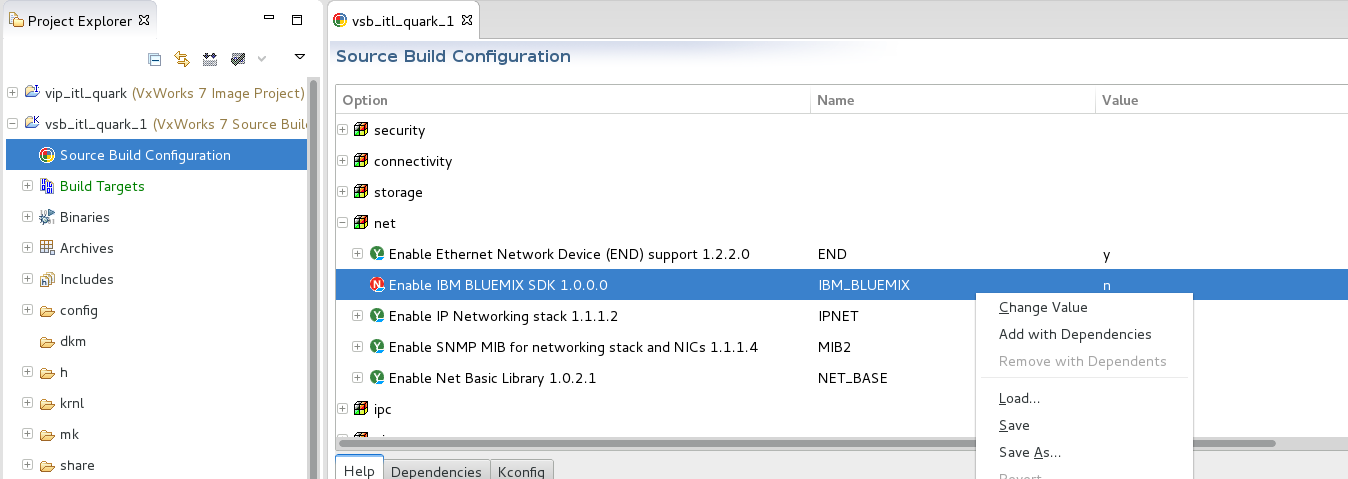 Project Explorer
vip_itl_quark (VxWorks 7 Image Project)
vsb_itl_quark_1 (VxWorks 7 Source Buil
Source Build Configuration
Build Targets
Binaries
Archives
Includes
config
dkm
h
krnl
mk
share
vsb_itl_quark_1
Source Build Configuration
Option Name Value
security
connectivity
storage
net
Enable Ethernet Network Device (END) support 1.2.2.0 END y
Enable IBM BLUEMIX SDK 1.0.0.0 IBM_BLUEMIX n
Enable IP Networking stack 1.1.1.2 IPNET
Enable SNMP MIB for networking stack and NICs 1.1.1.4 MIB2
Enable Net Basic Library 1.0.2.1 NET_BASE
ipc
Change Value
Add with Dependencies
Remove with Dependents
Load...
Save
Save As...
Revert
Help Dependencies Kconfig